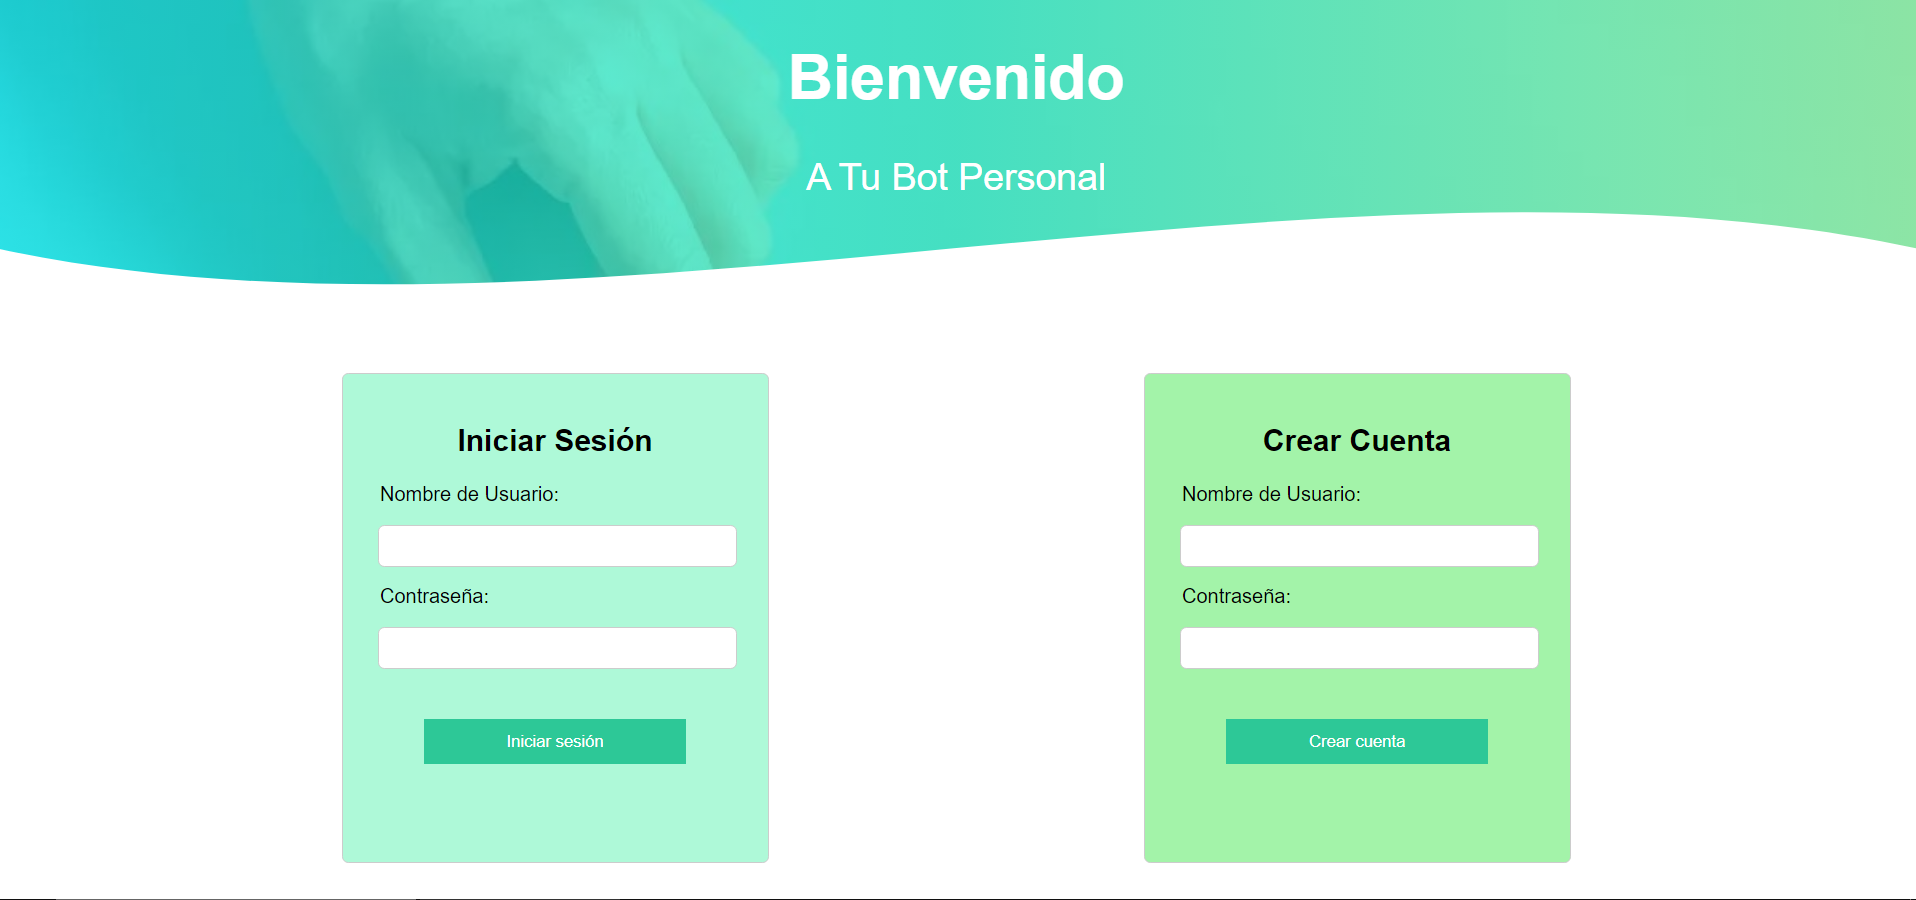 Bienvenido
A Tu Bot Personal
Iniciar Sesión
Nombre de Usuario:
Contraseña:
Iniciar sesión
Crear Cuenta
Nombre de Usuario:
Contraseña:
Crear cuenta